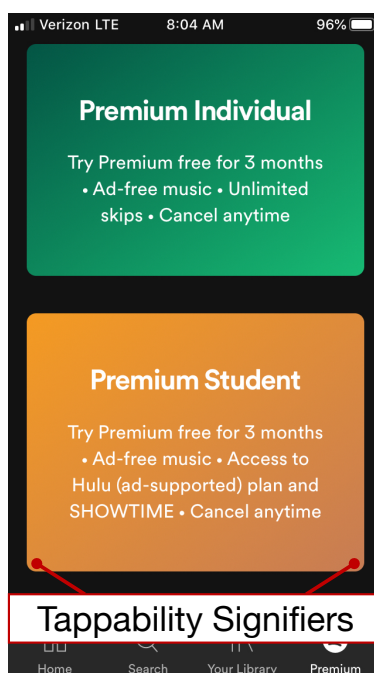 Verizon LTE 8:04 AM 96%
Premium Individual
Try Premium free for 3 months
• Ad-free music • Unlimited
skips • Cancel anytime
Premium Student
Try Premium free for 3 months
• Ad-free music • Access to
Hulu (ad-supported) plan and
SHOWTIME • Cancel anytime
Tappability Signifiers
Home Search Your Library Premium